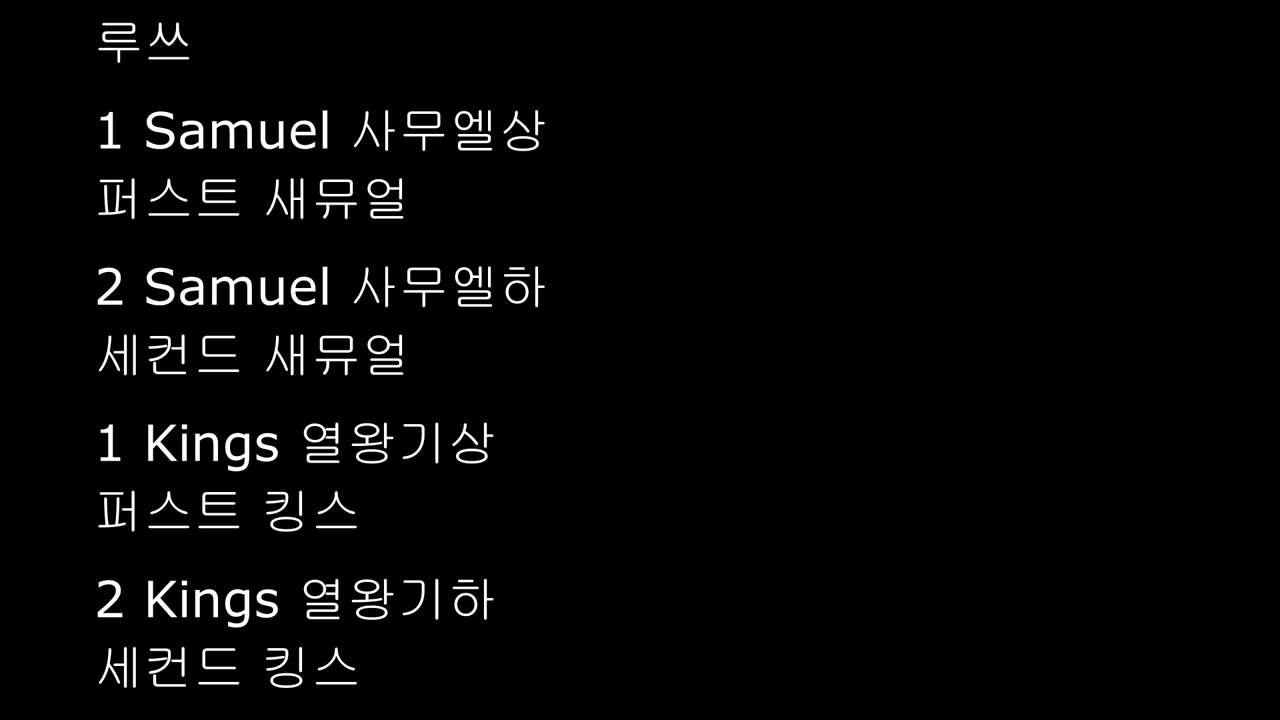 루쓰
1 Samuel 사무엘상
퍼스트 새뮤얼
2 Samuel 사무엘하
세컨드 새뮤얼
1 Kings 열왕기상
퍼스트 킹스
2 Kings 열왕기하
세컨드 킹스